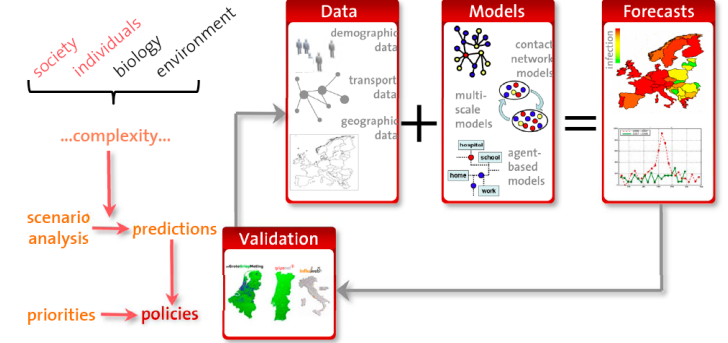 society
individuals
biology
environment
...complexity...
scenario
analysis
predictions
priorities
policies
Data
demographic
data
transport
data
geographic
data
Models
contact
network
models
multi-
scale
models
hospital
school
home
work
agent-
based
models
Forecasts
infection
Validation